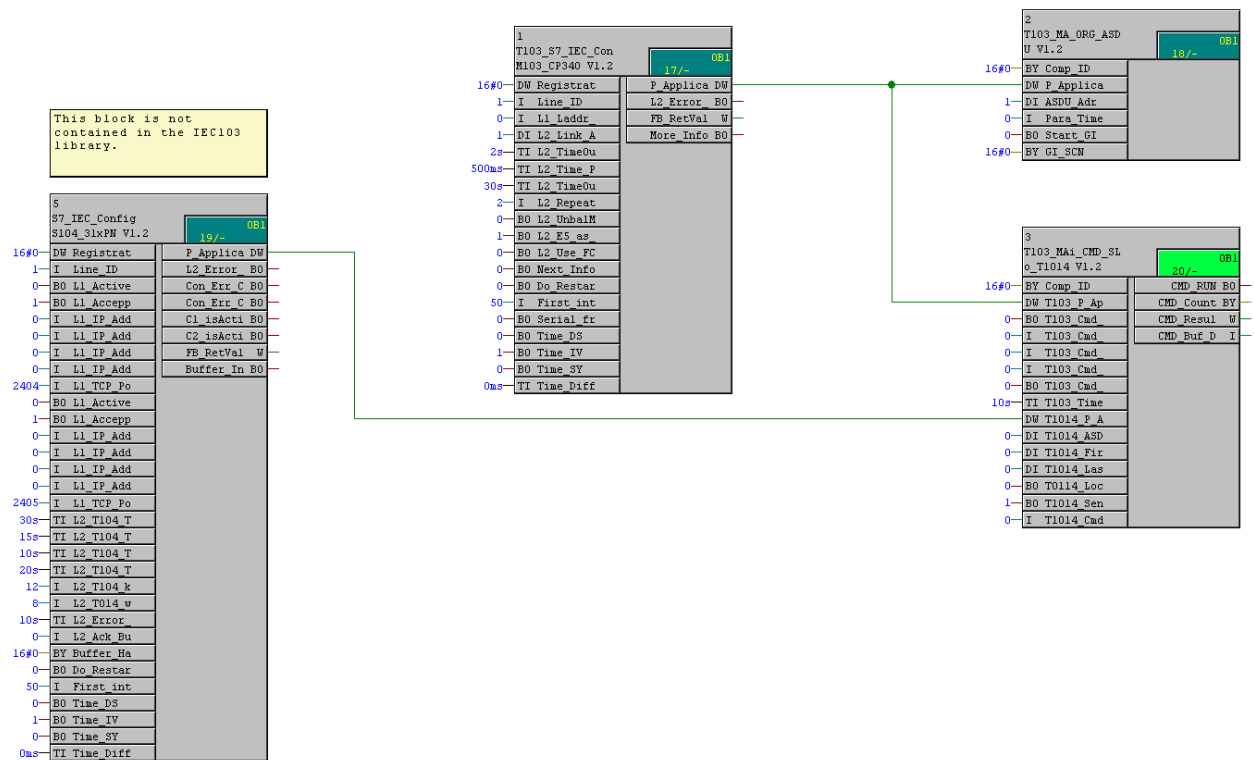 This block is not
contained in the IEC103
library.
5
S7_IEC_Config
S104_31xPN V1.2
OB1
19/-
16#0 DW Registrat P_Applica DW
1 I Line_ID L2_Error_ BO
0 BO L1_Active Con_Err_C BO
1 BO L1_Accepp Con_Err_C BO
0 I L1_IP_Add C1_isActi BO
0 I L1_IP_Add C2_isActi BO
0 I L1_IP_Add FB_RetVal W
0 I L1_IP_Add Buffer_In BO
2404 I L1_TCP_Po
0 BO L1_Active
1 BO L1_Accepp
0 I L1_IP_Add
0 I L1_IP_Add
0 I L1_IP_Add
0 I L1_IP_Add
2405 I L1_TCP_Po
30s TI L2_T104_T
15s TI L2_T104_T
10s TI L2_T104_T
20s TI L2_T104_T
12 I L2_T104_k
8 I L2_T014_w
10s TI L2_Error_
0 I L2_Ack_Bu
16#0 BY Buffer_Ha
0 BO Do_Restar
50 I First_int
0 BO Time_DS
1 BO Time_IV
0 BO Time_SY
0ms TI Time_Diff
1
T103_S7_IEC_Con
M103_CP340 V1.2
OB1
17/-
16#0 DW Registrat P_Applica DW
1 I Line_ID L2_Error_ BO
0 I L1_Laddr_ FB_RetVal W
1 DI L2_Link_A More_Info BO
2s TI L2_TimeOu
500ms TI L2_Time_P
30s TI L2_TimeOu
2 I L2_Repeat
0 BO L2_UnbalM
1 BO L2_E5_as_
0 BO L2_Use_FC
0 BO Next_Info
0 BO Do_Restar
50 I First_int
0 BO Serial_fr
0 BO Time_DS
1 BO Time_IV
0 BO Time_SY
0ms TI Time_Diff
2
T103_MA_ORG_ASD
U V1.2
OB1
18/-
16#0 BY Comp_ID
DW P_Applica
1 DI ASDU_Adr
0 I Para_Time
0 BO Start_GI
16#0 BY GI_SCN
3
T103_MAi_CMD_SL
o_T1014 V1.2
OB1
20/-
16#0 BY Comp_ID CMD_RUN BO
DW T103_P_Ap CMD_Count BY
0 BO T103_Cmd_ CMD_Resul W
0 I T103_Cmd_ CMD_Buf_D I
0 I T103_Cmd_
0 I T103_Cmd_
0 BO T103_Cmd_
10s TI T103_Time
DW T1014_P_A
0 DI T1014_ASD
0 DI T1014_Fir
0 DI T1014_Las
0 BO T0114_Loc
1 BO T1014_Sen
0 I T1014_Cmd